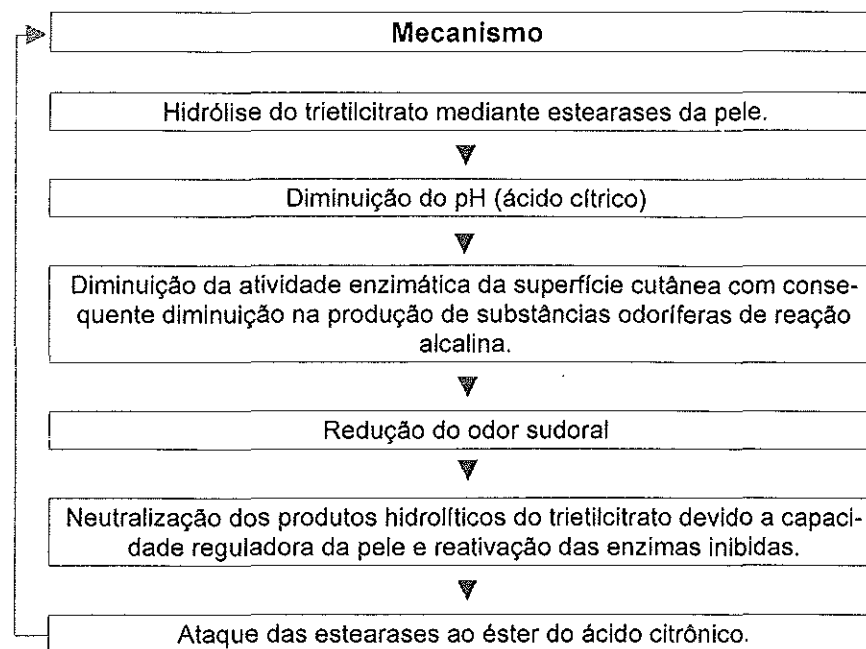 Mecanismo
Hidrólise do trietilcitrato mediante estearases da pele.
Diminuição do pH (ácido cítrico)
Diminuição da atividade enzimática da superfície cutânea com conse-
quente diminuição na produção de substâncias odoríferas de reação
alcalina.
Redução do odor sudoral
Neutralização dos produtos hidrolíticos do trietilcitrato devido a capaci-
dade reguladora da pele e reativação das enzimas inibidas.
Ataque das estearases ao éster do ácido citrônico.